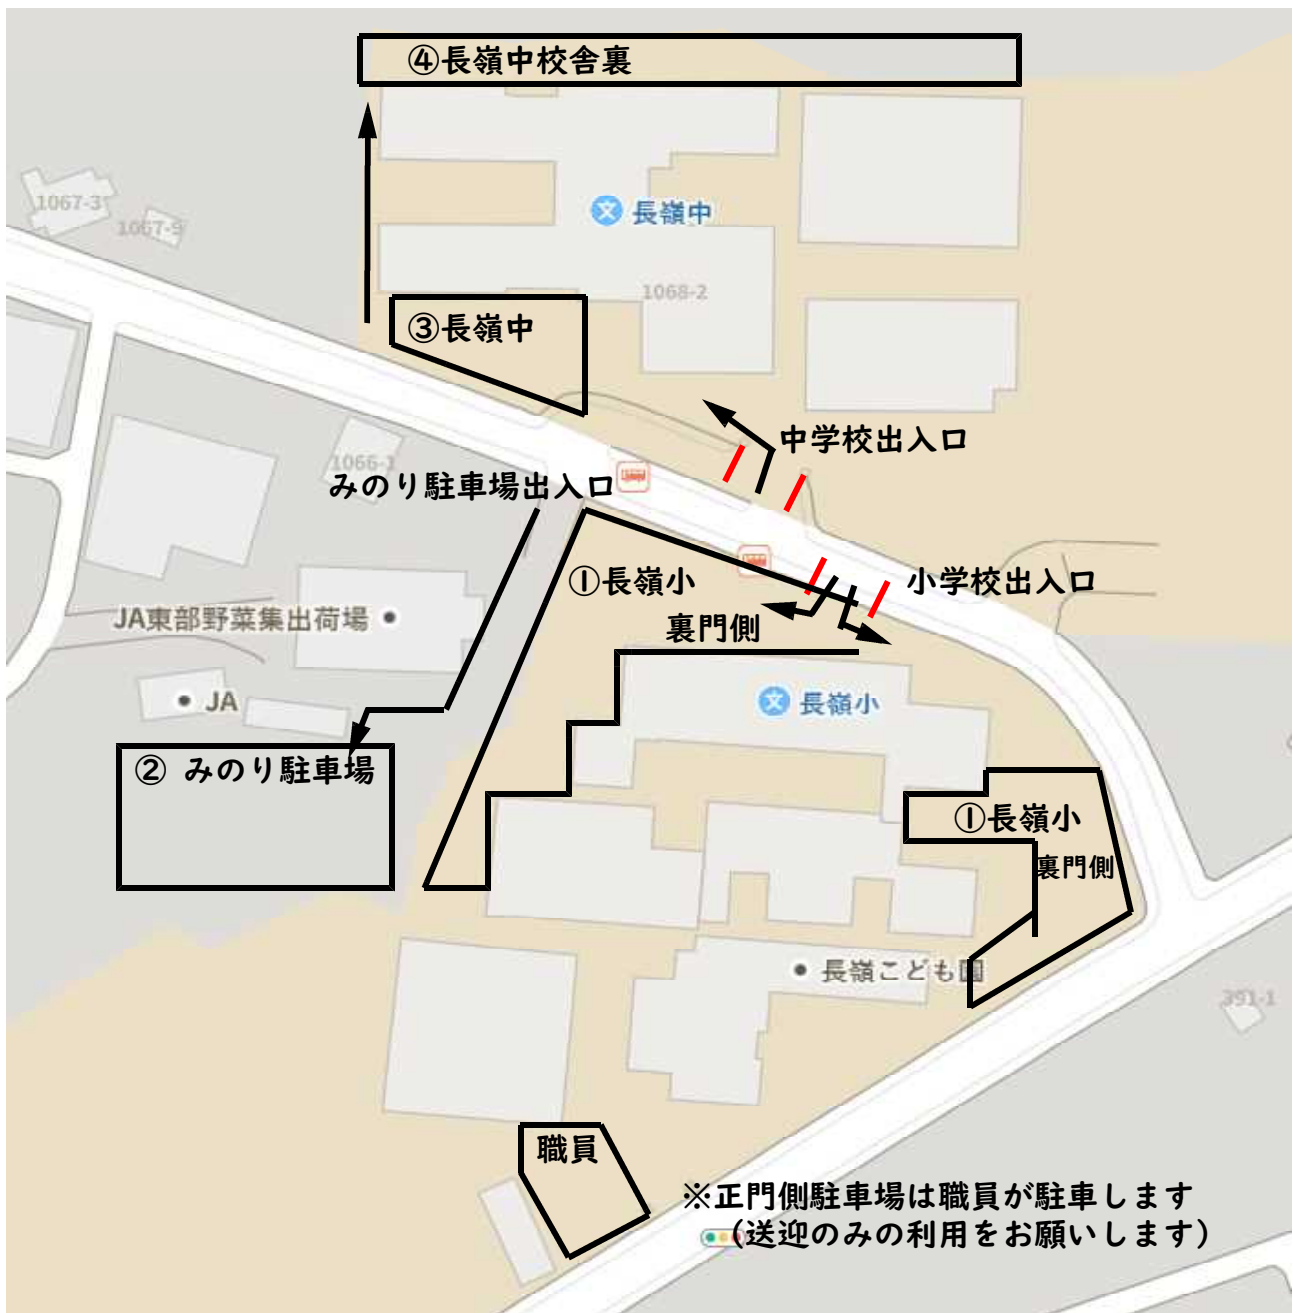 ④長嶺中校舎裏
1067-3
1067-9
長嶺中
1068-2
③長嶺中
中学校出入口
1066-1
みのり駐車場出入口
①長嶺小
裏門側
小学校出入口
JA東部野菜集出荷場
JA
長嶺小
② みのり駐車場
①長嶺小
裏門側
長嶺こども園
391-1
職員
※正門側駐車場は職員が駐車します
(送迎のみの利用をお願いします)